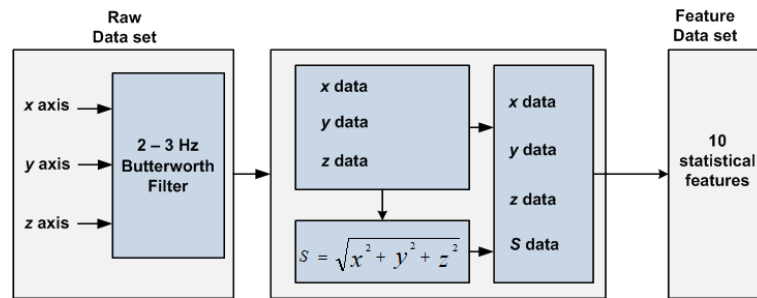 Raw
Data set
x axis
y axis
z axis
2 – 3 Hz
Butterworth
Filter
x data
y data
z data
S = √x² + y² + z²
x data
y data
z data
S data
Feature
Data set
10
statistical
features